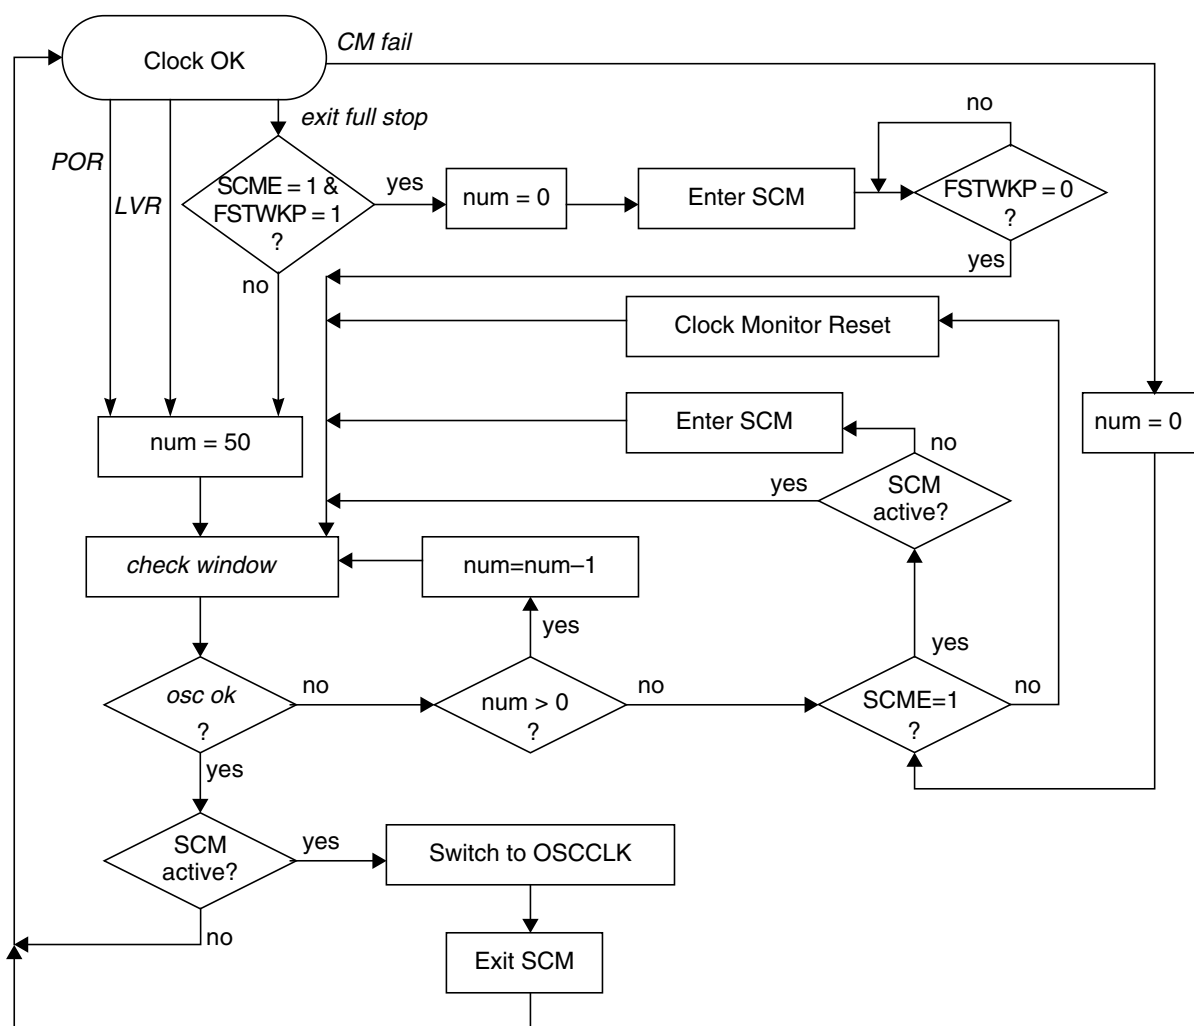 CM fail
Clock OK
exit full stop
no
POR
SCME = 1 &
yes
num = 0
Enter SCM
FSTWKP = 0
LVR
FSTWKP = 1
?
?
no
yes
Clock Monitor Reset
num = 50
Enter SCM
num = 0
no
yes
SCM
active?
check window
num=num–1
yes
yes
osc ok
no
num > 0
no
SCME=1
no
?
?
?
yes
SCM
yes
Switch to OSCCLK
active?
no
Exit SCM